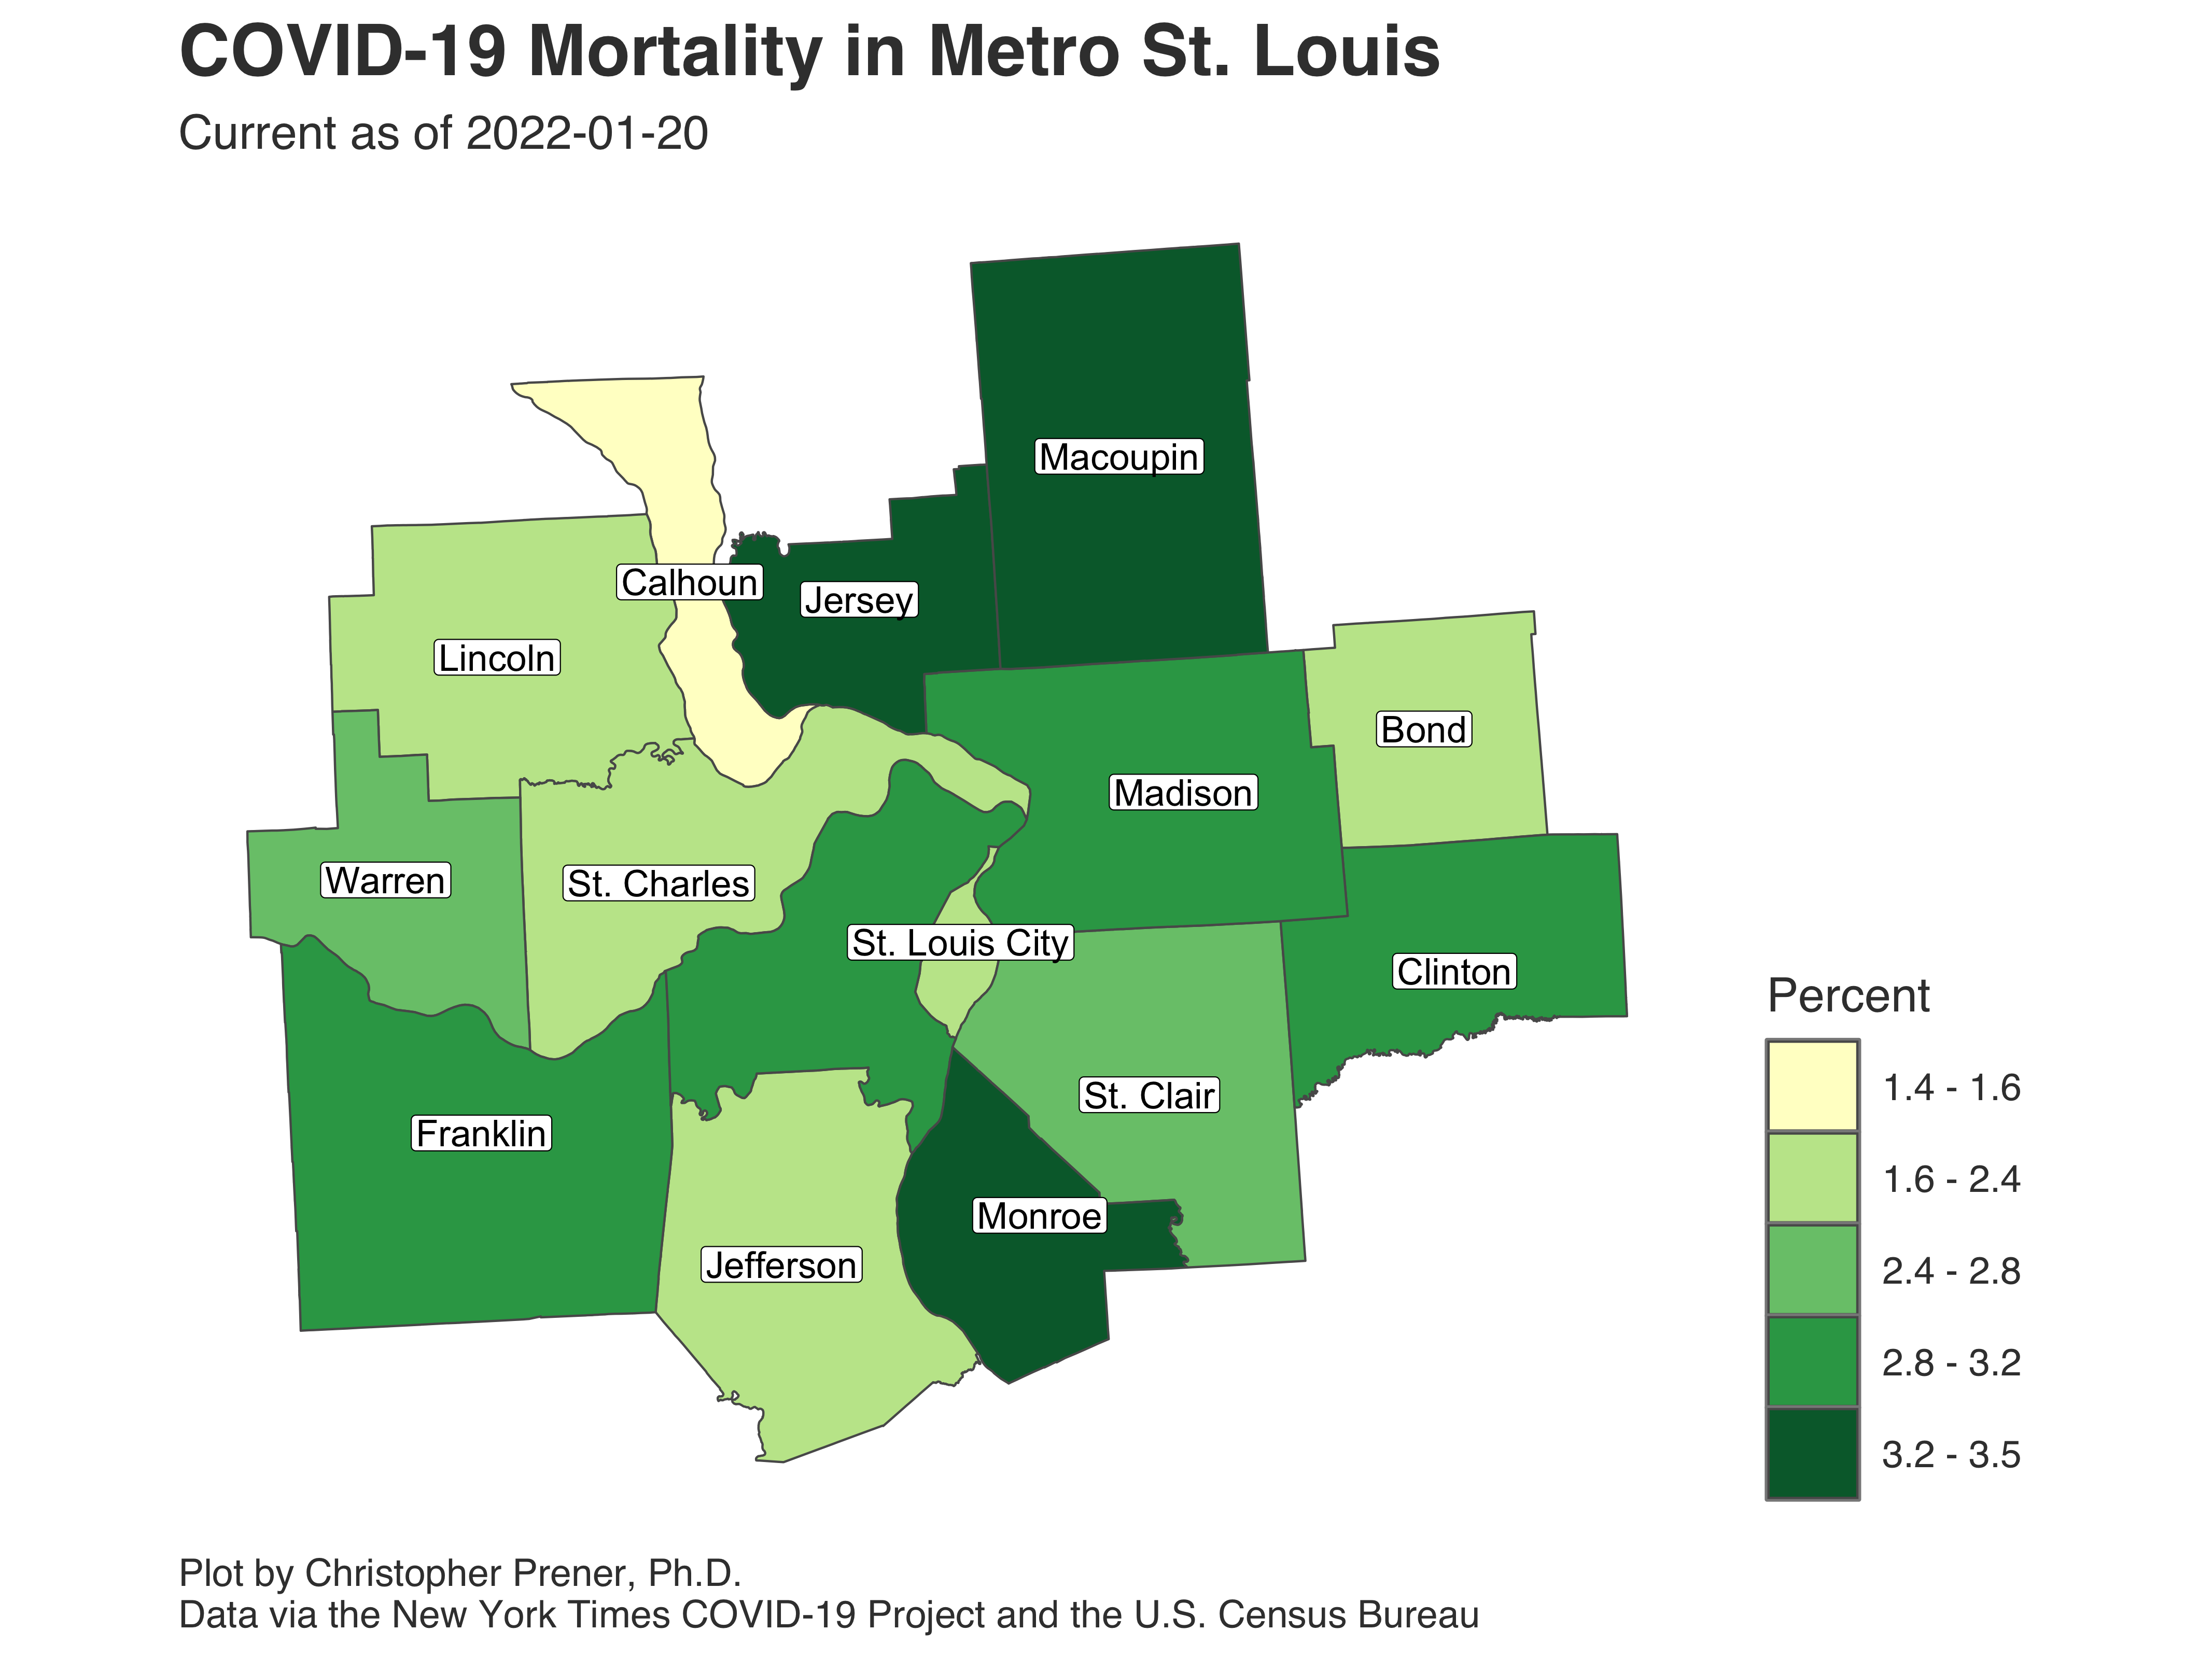 COVID-19 Mortality in Metro St. Louis
Current as of 2022-01-20
Macoupin
Calhoun
Jersey
Lincoln
Bond
Madison
Warren
St. Charles
St. Louis City
Clinton
St. Clair
Franklin
Monroe
Jefferson
Percent
1.4 - 1.6
1.6 - 2.4
2.4 - 2.8
2.8 - 3.2
3.2 - 3.5
Plot by Christopher Prener, Ph.D.
Data via the New York Times COVID-19 Project and the U.S. Census Bureau